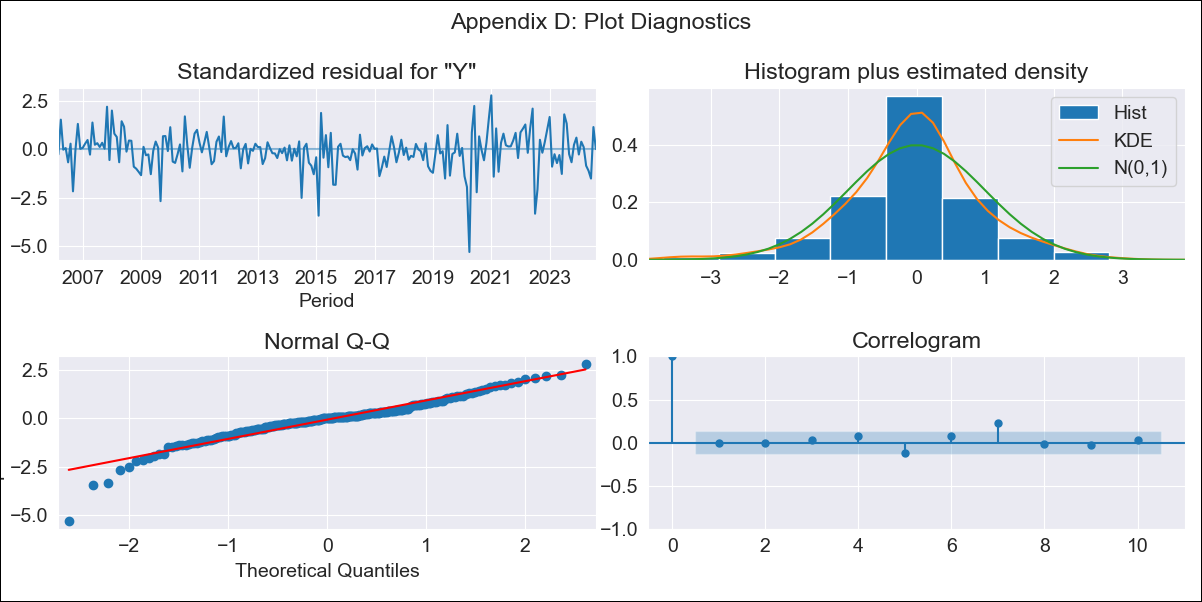 Appendix D: Plot Diagnostics
Standardized residual for "Y"
2.5
0.0
−2.5
−5.0
2007 2009 2011 2013 2015 2017 2019 2021 2023
Period
Histogram plus estimated density
Hist
KDE
N(0,1)
0.4
0.2
0.0
−3 −2 −1 0 1 2 3
Normal Q-Q
2.5
0.0
−2.5
−5.0
−2 −1 0 1 2
Theoretical Quantiles
Correlogram
1.0
0.5
0.0
−0.5
−1.0
0 2 4 6 8 10